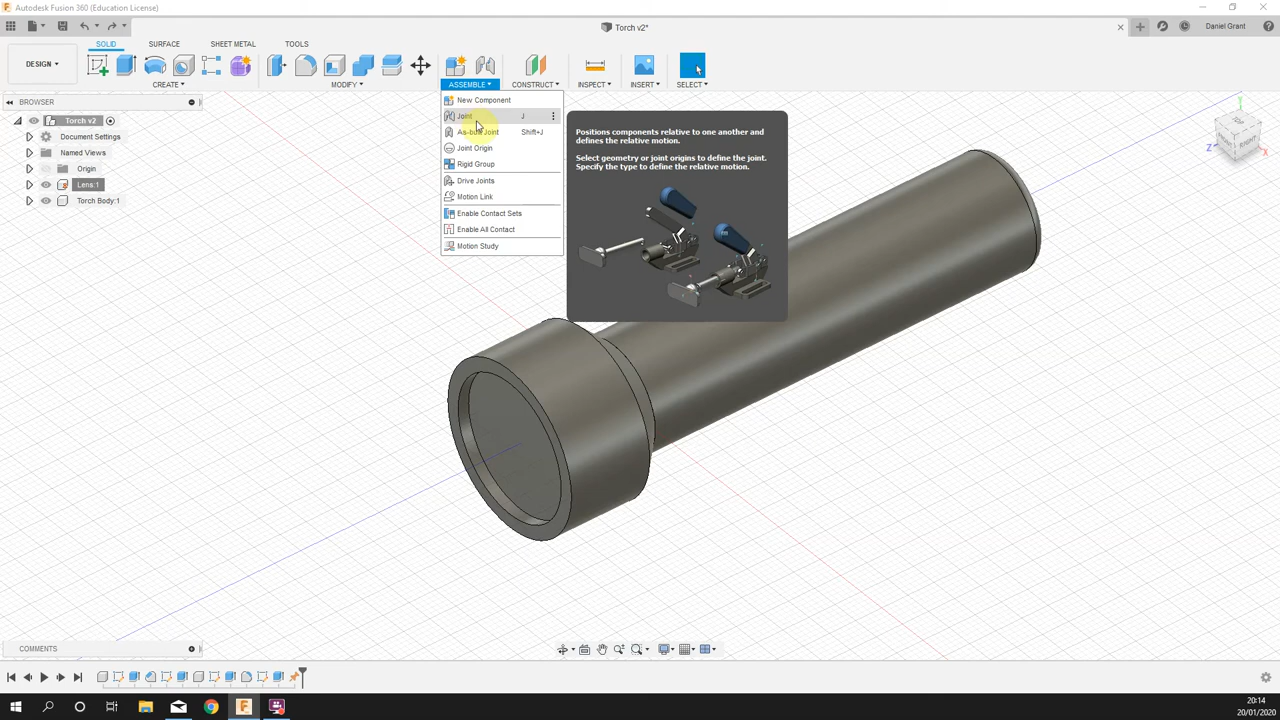 Autodesk Fusion 360 (Education License)
Torch v2*
Daniel Grant
SOLID SURFACE SHEET METAL TOOLS
DESIGN
CREATE MODIFY ASSEMBLE CONSTRUCT INSPECT INSERT SELECT
BROWSER
Torch v2
Document Settings
Named Views
Origin
Lens:1
Torch Body:1
New Component
Joint J
As-built Joint Shift+J
Joint Origin
Rigid Group
Drive Joints
Motion Link
Enable Contact Sets
Enable All Contact
Motion Study
Positions components relative to one another and
defines the relative motion.
Select geometry or joint origins to define the joint.
Specify the type to define the relative motion.
Y
Z
X
COMMENTS
20:14
20/01/2020